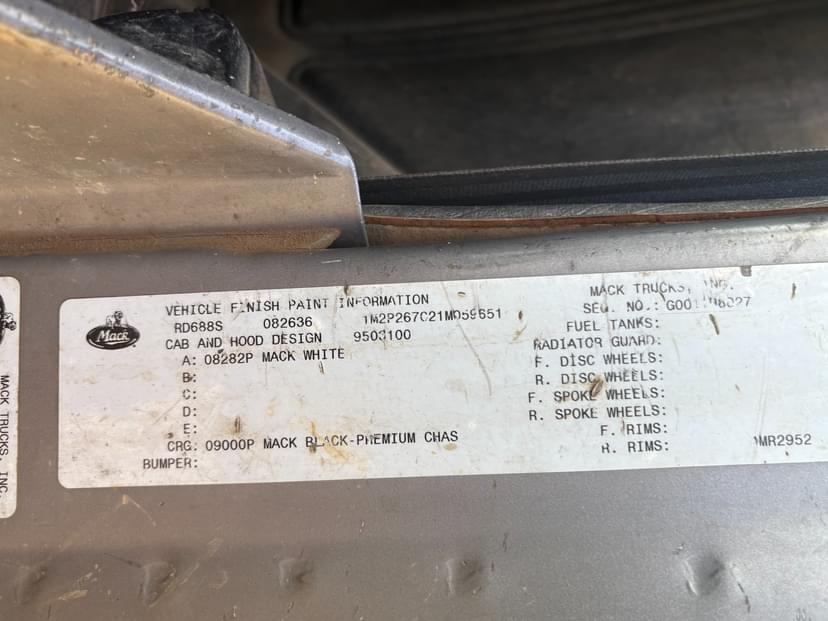 Mack
VEHICLE FINISH PAINT INFORMATION
MACK TRUCKS, INC.
RD688S 082636 1M2P267C21M059651
SEQ. NO.:
CAB AND HOOD DESIGN 9503100
FUEL TANKS:
A: 08282P MACK WHITE
RADIATOR GUARD:
B:
F. DISC WHEELS:
C:
R. DISC WHEELS:
D:
F. SPOKE WHEELS:
E:
R. SPOKE WHEELS:
CRG: 09000P MACK BLACK-PREMIUM CHAS
F. RIMS:
BUMPER:
R. RIMS:
MR2952
MACK TRUCKS, INC.